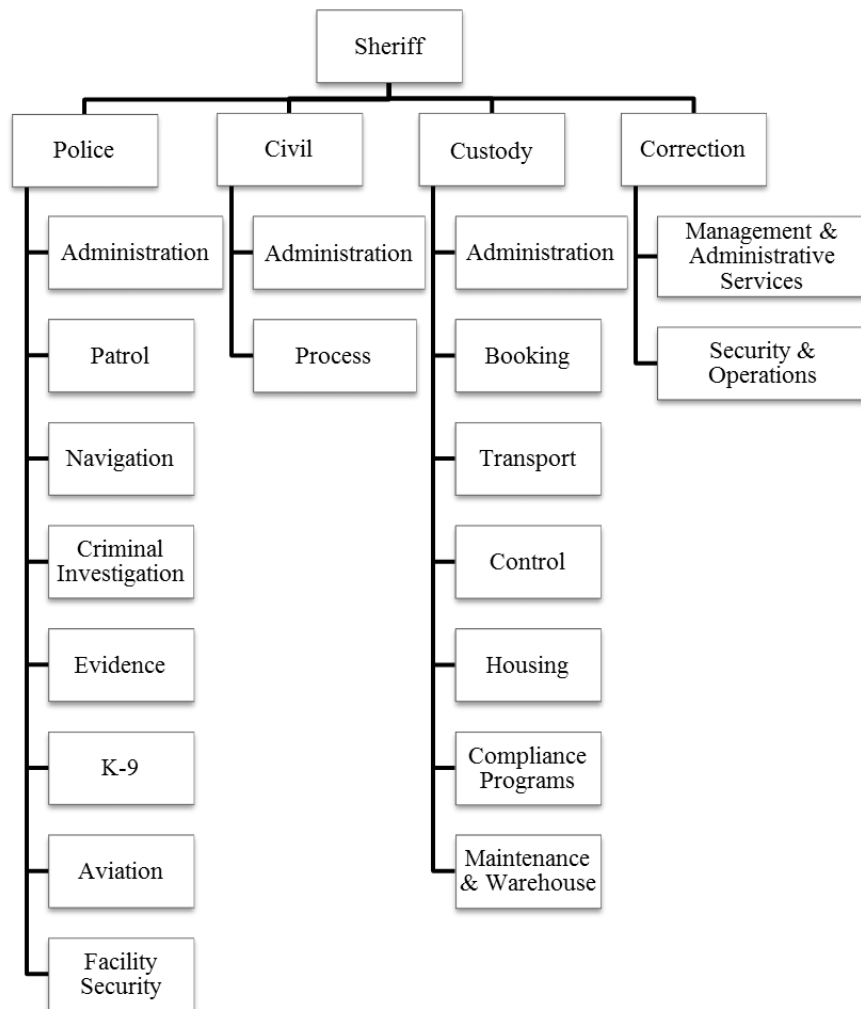 Sheriff
Police
Civil
Custody
Correction
Administration
Patrol
Navigation
Criminal
Investigation
Evidence
K-9
Aviation
Facility
Security
Administration
Process
Administration
Booking
Transport
Control
Housing
Compliance
Programs
Maintenance
& Warehouse
Management &
Administrative
Services
Security &
Operations